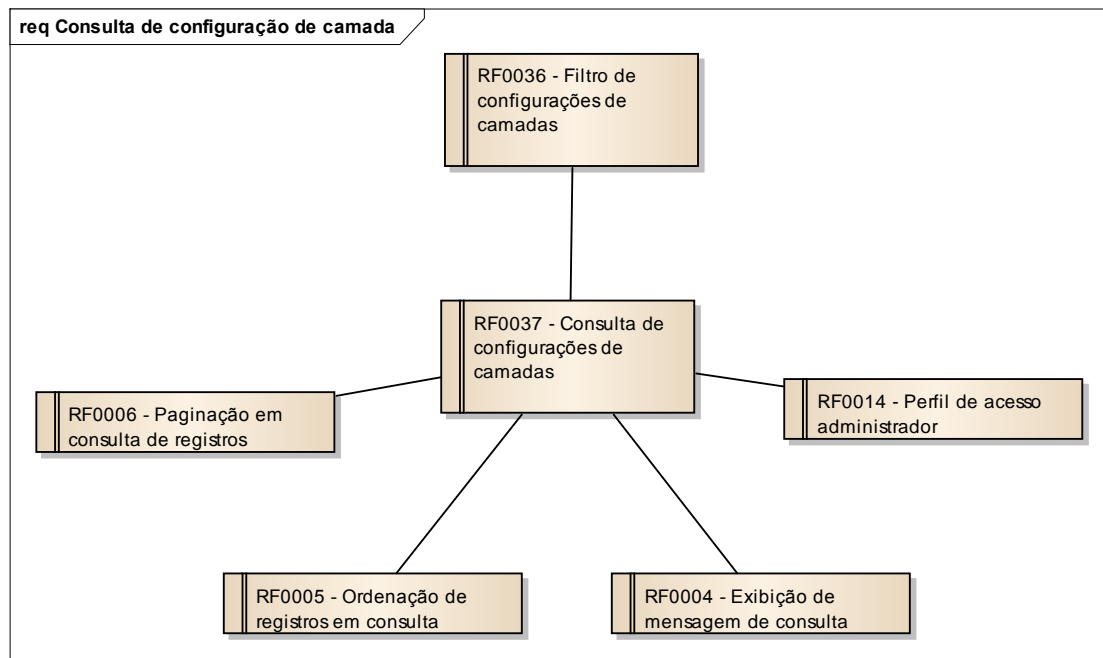 req Consulta de configuração de camada
RF0036 - Filtro de
configurações de
camadas
RF0037 - Consulta de
configurações de
camadas
RF0006 - Paginação em
consulta de registros
RF0014 - Perfil de acesso
administrador
RF0005 - Ordenação de
registros em consulta
RF0004 - Exibição de
mensagem de consulta